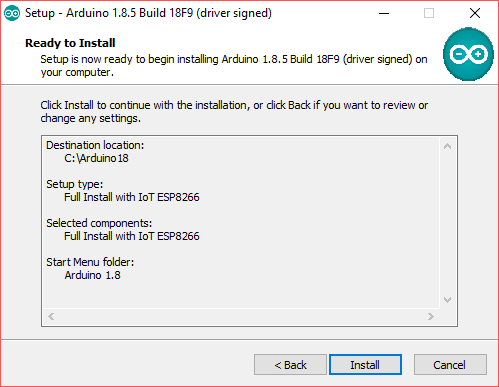 Setup - Arduino 1.8.5 Build 18F9 (driver signed)
Ready to Install
Setup is now ready to begin installing Arduino 1.8.5 Build 18F9 (driver signed) on
your computer.
Click Install to continue with the installation, or click Back if you want to review or
change any settings.
Destination location:
C:\Arduino18
Setup type:
Full Install with IoT ESP8266
Selected components:
Full Install with IoT ESP8266
Start Menu folder:
Arduino 1.8
< Back
Install
Cancel